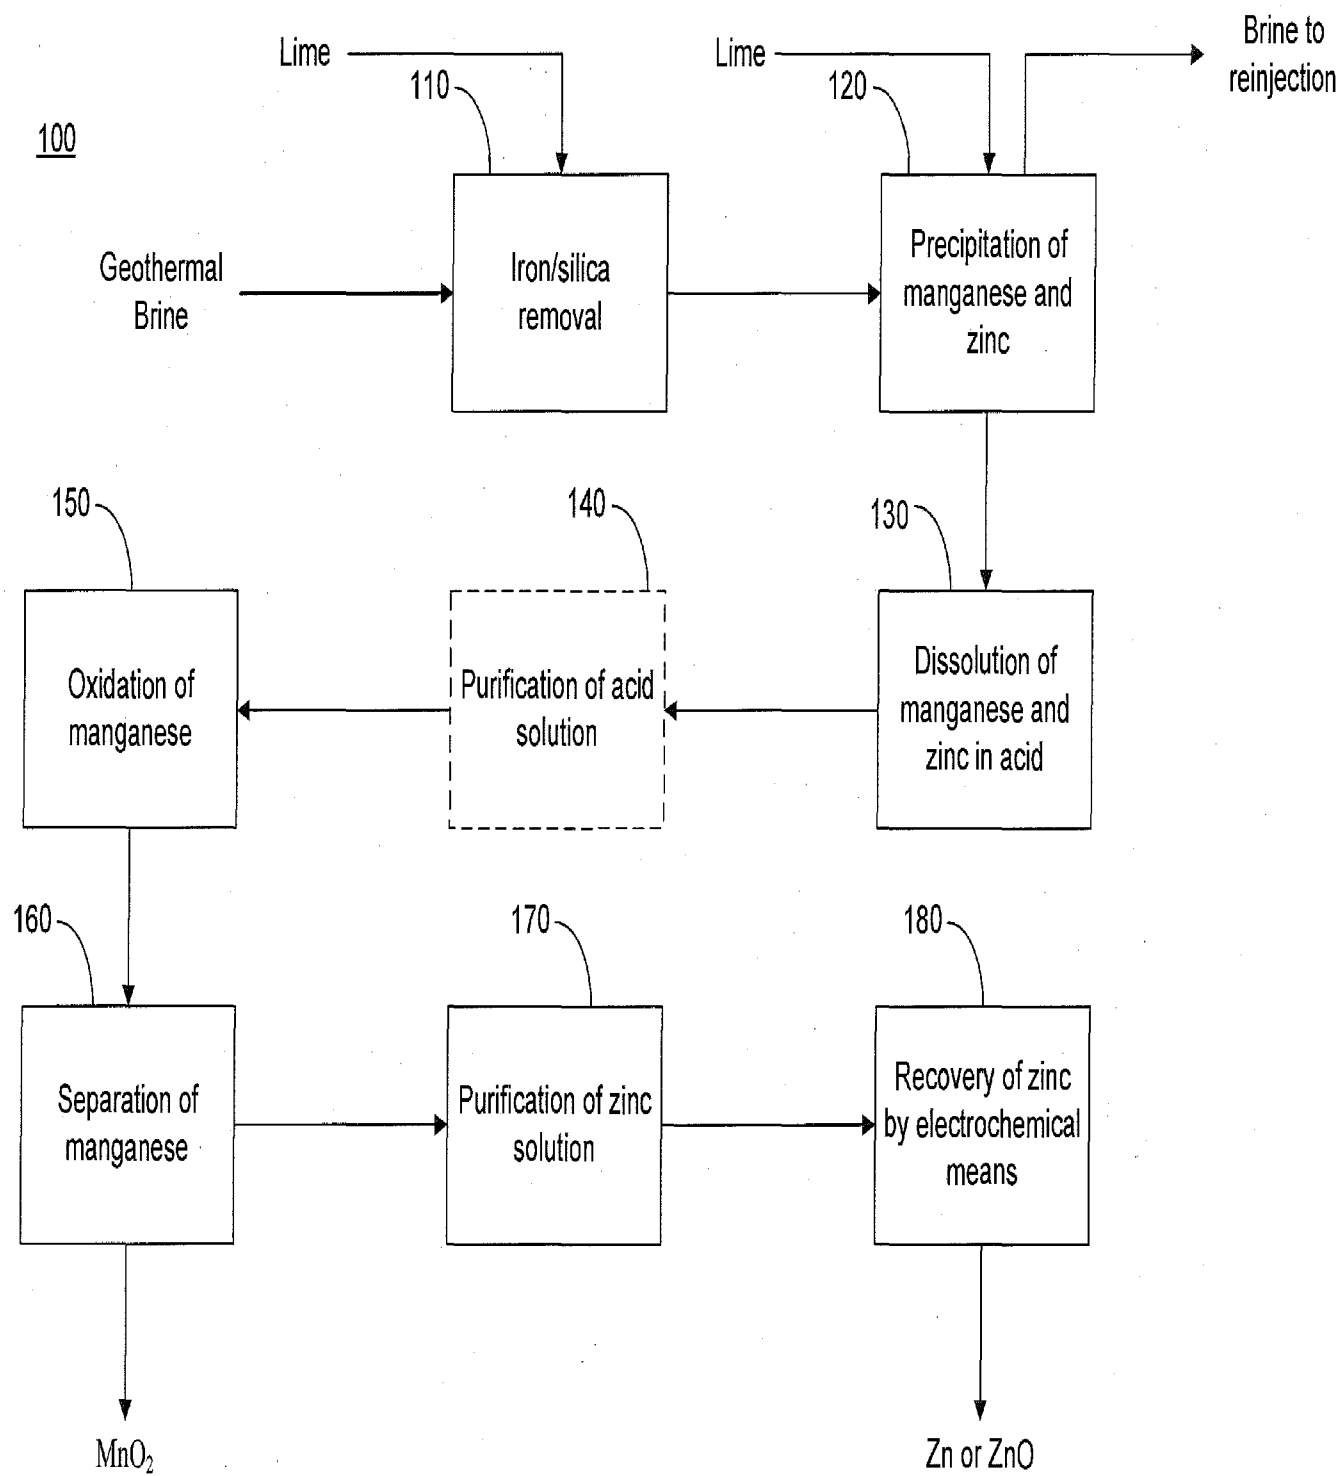 Lime
Lime
Brine to
reinjection
110
120
100
Geothermal
Brine
Iron/silica
removal
Precipitation of
manganese and
zinc
150
140
130
Oxidation of
manganese
Purification of acid
solution
Dissolution of
manganese and
zinc in acid
160
170
180
Separation of
manganese
Purification of zinc
solution
Recovery of zinc
by electrochemical
means
MnO₂
Zn or ZnO